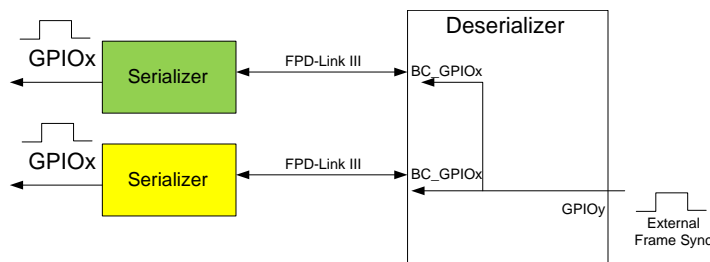 Deserializer
GPIOx
Serializer
FPD-Link III
BC_GPIOx
GPIOx
Serializer
FPD-Link III
BC_GPIOx
GPIOy
External
Frame Sync